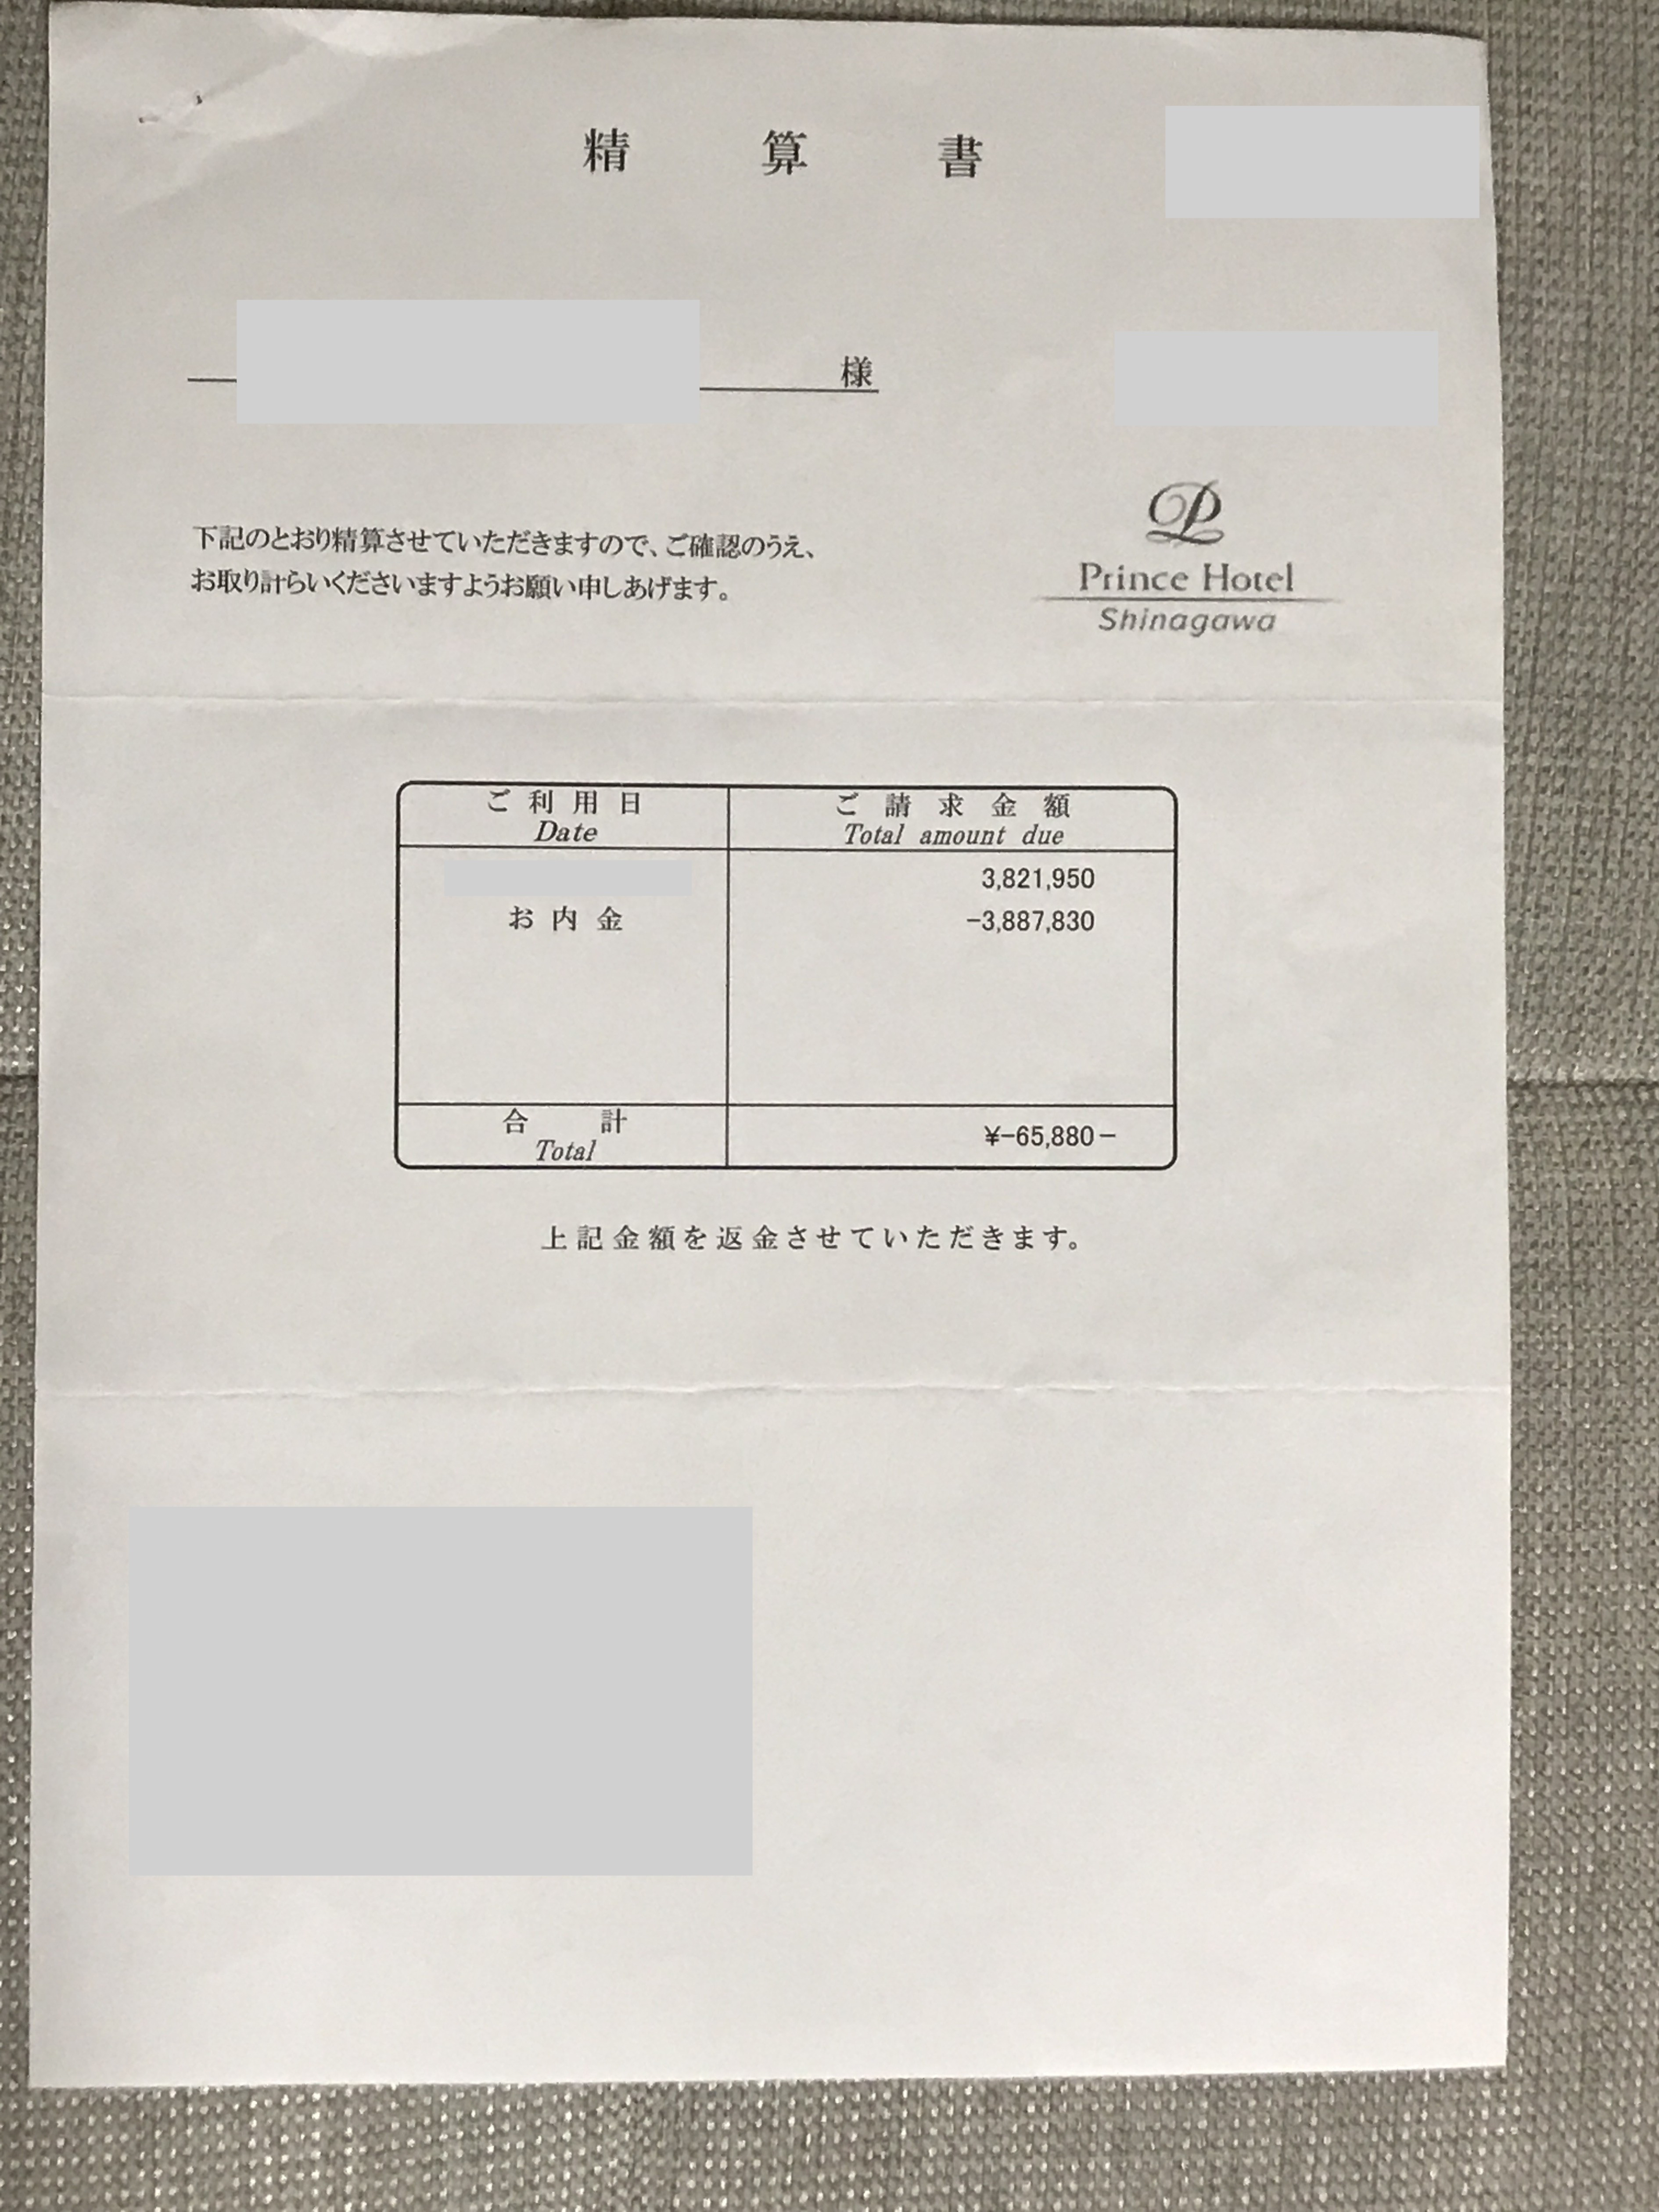 精算書
様
下記のとおり精算させていただきますので、ご確認のうえ、
お取り計らいくださいますようお願い申しあげます。
P
Prince Hotel
Shinagawa
ご利用日 ご請求金額
Date Total amount due
3,821,950
お内金 -3,887,830
合計 ¥-65,880-
Total
上記金額を返金させていただきます。